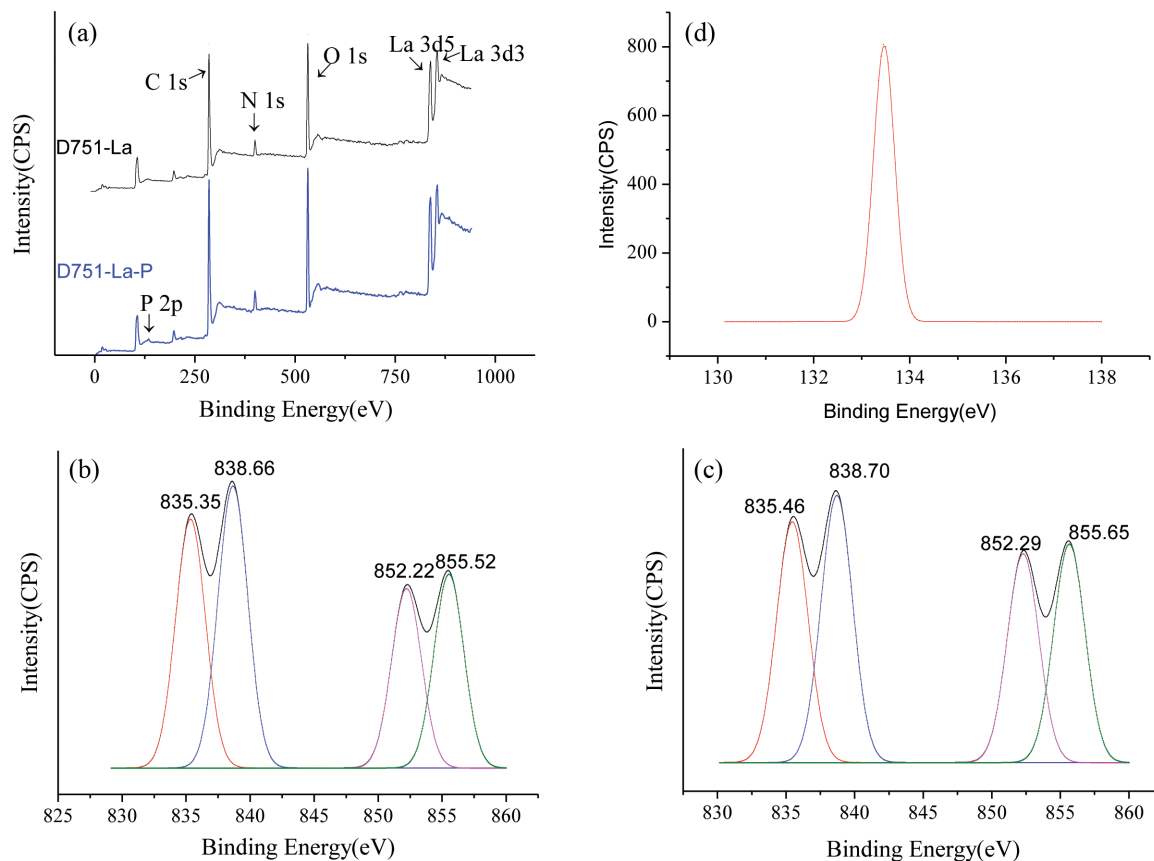 (a)
C 1s
N 1s
O 1s
La 3d5
La 3d3
D751-La
D751-La-P
P 2p
Intensity(CPS)
0 250 500 750 1000
Binding Energy(eV)
(d)
800
600
400
200
0
Intensity(CPS)
130 132 134 136 138
Binding Energy(eV)
(b)
835.35
838.66
852.22
855.52
Intensity(CPS)
825 830 835 840 845 850 855 860
Binding Energy(eV)
(c)
835.46
838.70
852.29
855.65
Intensity(CPS)
830 835 840 845 850 855 860
Binding Energy(eV)